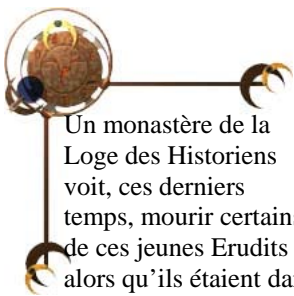 Un monastère de la
Loge des Historiens
voit, ces derniers
temps, mourir certain
de ces jeunes Erudits
alors qu'ils étaient